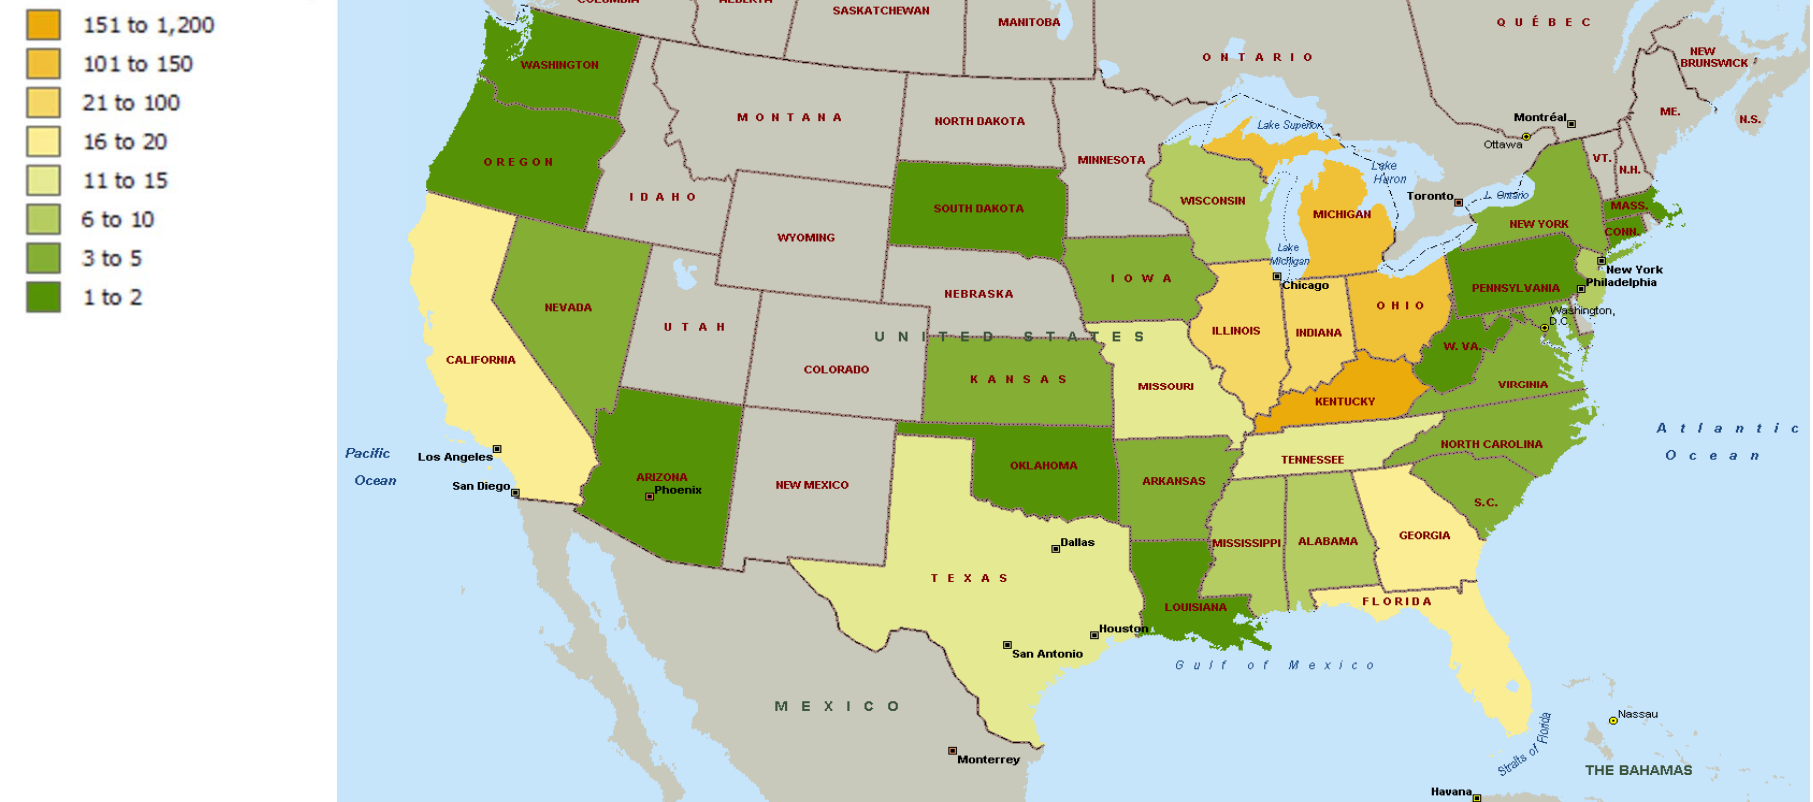 151 to 1,200
101 to 150
21 to 100
16 to 20
11 to 15
6 to 10
3 to 5
1 to 2
COLUMBIA
ALBERTA
SASKATCHEWAN
MANITOBA
ONTARIO
QUÉBEC
NEW
BRUNSWICK
N.S.
ME.
Montréal
Ottawa
VT.
N.H.
Toronto
L. Ontario
Lake Superior
Lake
Huron
Lake
Michigan
WASHINGTON
MONTANA
NORTH DAKOTA
MINNESOTA
OREGON
IDAHO
SOUTH DAKOTA
WISCONSIN
MICHIGAN
NEW YORK
MASS.
CONN.
WYOMING
NEBRASKA
IOWA
Chicago
New York
Philadelphia
PENNSYLVANIA
Washington,
D.C.
NEVADA
UTAH
UNITED STATES
ILLINOIS
INDIANA
OHIO
W. VA.
VIRGINIA
CALIFORNIA
COLORADO
KANSAS
MISSOURI
KENTUCKY
Los Angeles
San Diego
Pacific
Ocean
ARIZONA
Phoenix
NEW MEXICO
OKLAHOMA
ARKANSAS
TENNESSEE
NORTH CAROLINA
S.C.
Atlantic
Ocean
Dallas
TEXAS
MISSISSIPPI
ALABAMA
GEORGIA
LOUISIANA
FLORIDA
Houston
San Antonio
Gulf of Mexico
MEXICO
Monterrey
Straits of Florida
Nassau
THE BAHAMAS
Havana